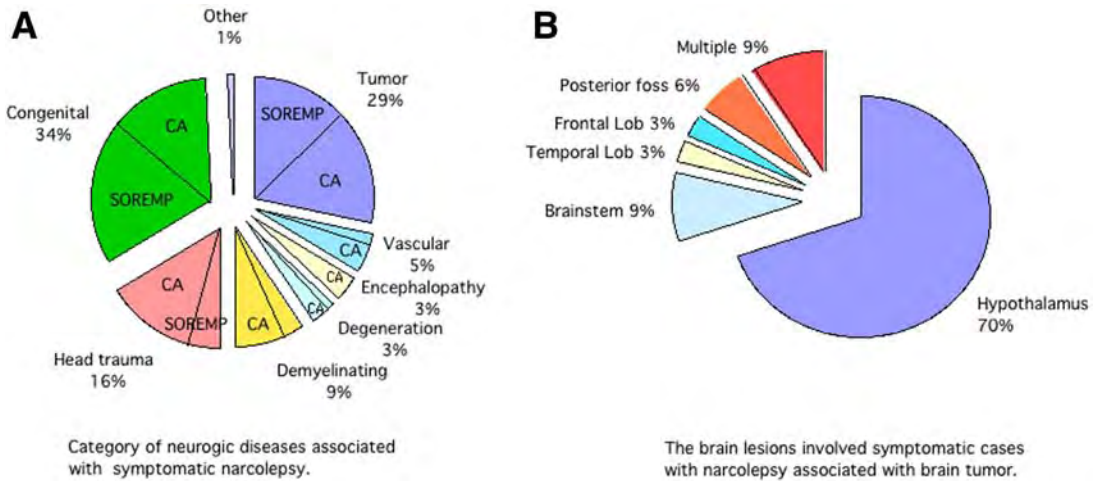 A
Other
1%
Tumor
29%
SOREMP
CA
Congenital
34%
CA
SOREMP
Vascular
5%
CA
Encephalopathy
3%
CA
Degeneration
3%
CA
Demyelinating
9%
CA
Head trauma
16%
CA
SOREMP
Category of neurogic diseases associated
with symptomatic narcolepsy.
B
Multiple 9%
Posterior foss 6%
Frontal Lob 3%
Temporal Lob 3%
Brainstem 9%
Hypothalamus
70%
The brain lesions involved symptomatic cases
with narcolepsy associated with brain tumor.